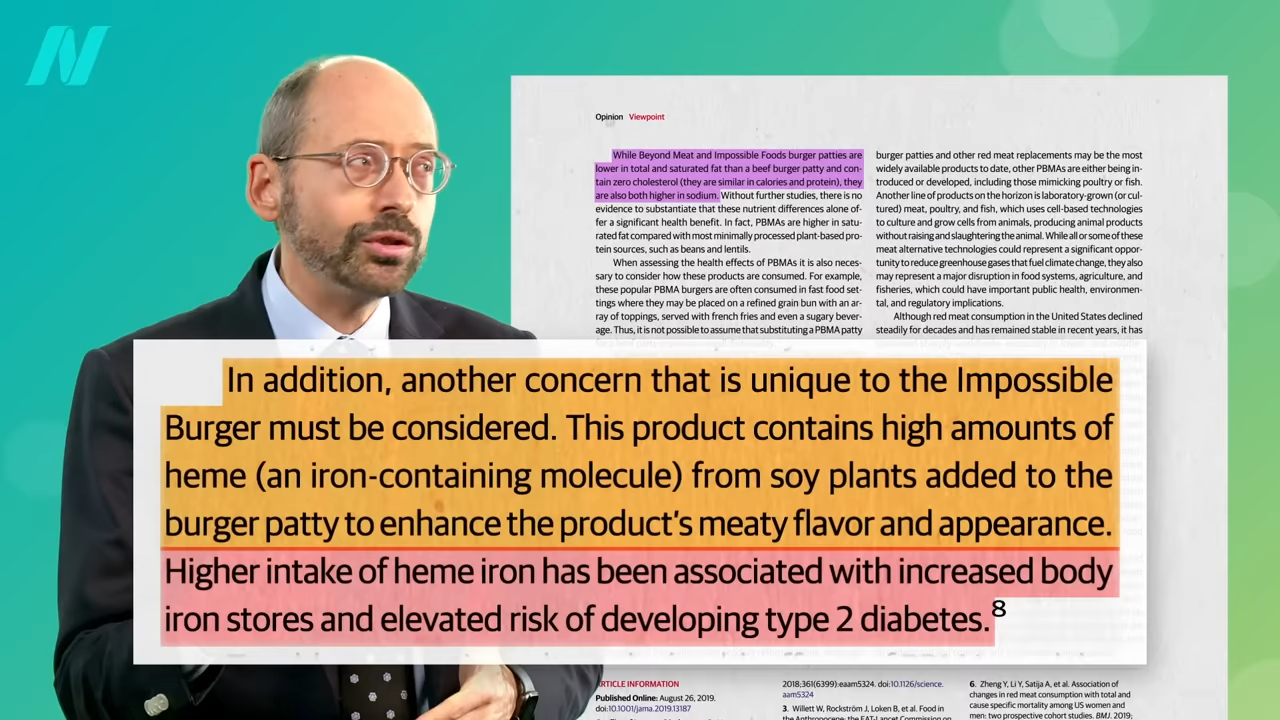 N
Opinion Viewpoint
While Beyond Meat and Impossible Foods burger patties are
lower in total and saturated fat than a beef burger patty and con-
tain zero cholesterol (they are similar in calories and protein), they
are also both higher in sodium. Without further studies, there is no
evidence to substantiate that these nutrient differences alone of-
fer a significant health benefit. In fact, PBMAs are higher in satu-
rated fat compared with most minimally processed plant-based pro-
tein sources, such as beans and lentils.
When assessing the health effects of PBMAs it is also neces-
sary to consider how these products are consumed. For example,
these popular PBMA burgers are often consumed in fast food set-
tings where they may be placed on a refined grain bun with an ar-
ray of toppings, served with french fries and even a sugary bever-
age. Thus, it is not possible to assume that substituting a PBMA patty
burger patties and other red meat replacements may be the most
widely available products to date, other PBMAs are either being in-
troduced or developed, including those mimicking poultry or fish.
Another line of products on the horizon is laboratory-grown (or cul-
tured) meat, poultry, and fish, which uses cell-based technologies
to culture and grow cells from animals, producing animal products
without raising and slaughtering the animal. While all or some of these
meat alternative technologies could represent a significant oppor-
tunity to reduce greenhouse gases that fuel climate change, they also
may represent a major disruption in food systems, agriculture, and
fisheries, which could have important public health, environmen-
tal, and regulatory implications.
Although red meat consumption in the United States declined
steadily for decades and has remained stable in recent years, it has
In addition, another concern that is unique to the Impossible
Burger must be considered. This product contains high amounts of
heme (an iron-containing molecule) from soy plants added to the
burger patty to enhance the product's meaty flavor and appearance.
Higher intake of heme iron has been associated with increased body
iron stores and elevated risk of developing type 2 diabetes.8
ARTICLE INFORMATION
Published Online: August 26, 2019.
doi:10.1001/jama.2019.13187
2018;361(6399):eaam5324. doi:10.1126/science.
aam5324
3. Willett W, Rockström J, Loken B, et al. Food in
6. Zheng Y, Li Y, Satija A, et al. Association of
changes in red meat consumption with total and
cause specific mortality among US women and
men: two prospective cohort studies. BMJ. 2019;